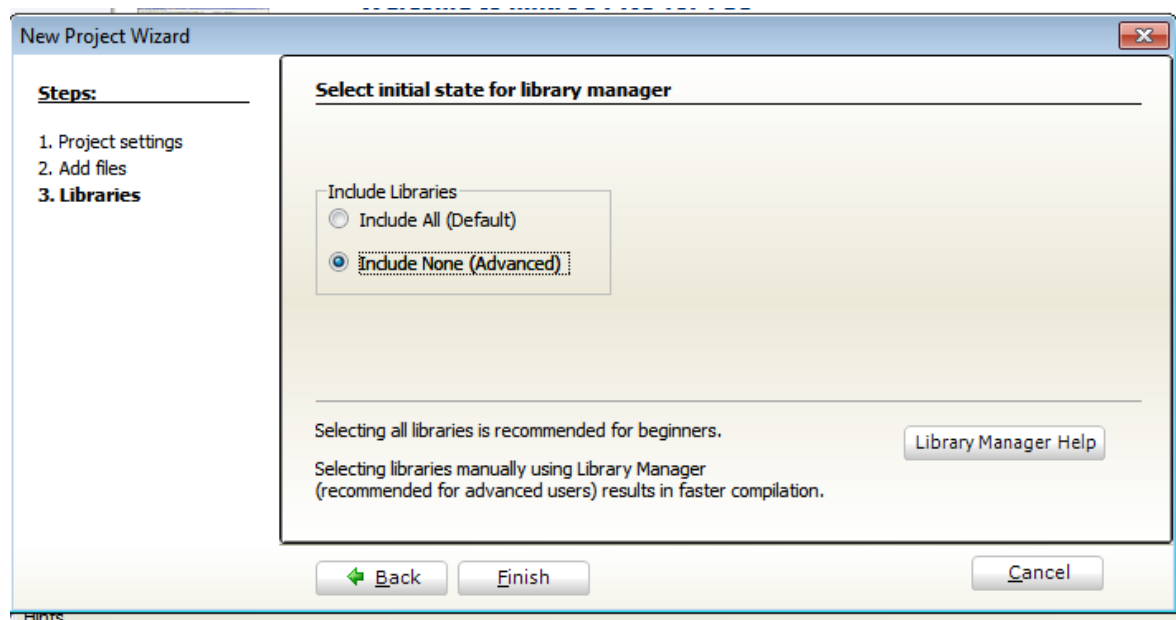 New Project Wizard
Steps:
1. Project settings
2. Add files
3. Libraries
Select initial state for library manager
Include Libraries
Include All (Default)
Include None (Advanced)
Selecting all libraries is recommended for beginners.
Selecting libraries manually using Library Manager
(recommended for advanced users) results in faster compilation.
Library Manager Help
Back
Finish
Cancel